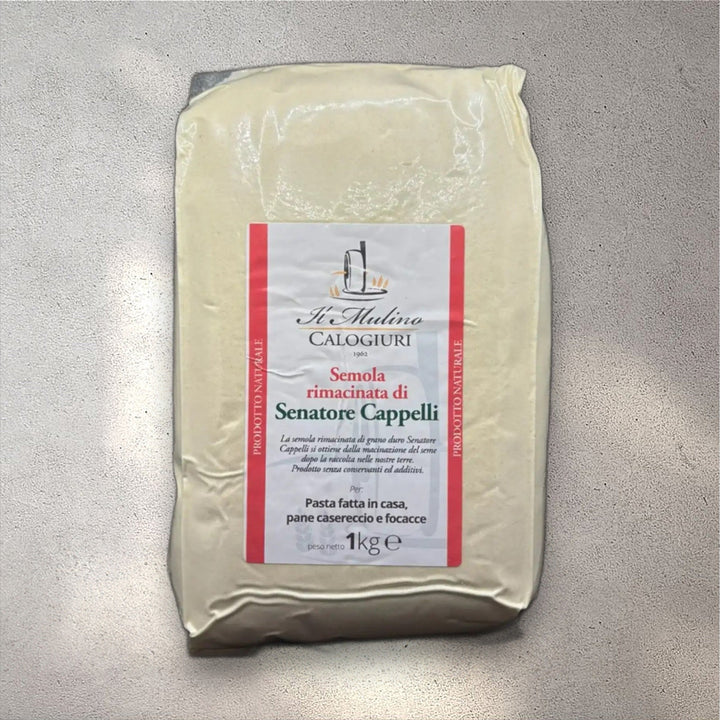 Il Mulino
CALOGIURI
1962
Semola
rimacinata di
Senatore Cappelli
La semola rimacinata di grano duro Senatore
Cappelli si ottiene dalla macinazione del seme
dopo la raccolta nelle nostre terre.
Prodotto senza conservanti ed additivi.
Per:
Pasta fatta in casa,
pane casereccio e focacce
peso netto 1kg ℮
PRODOTTO NATURALE
PRODOTTO NATURALE